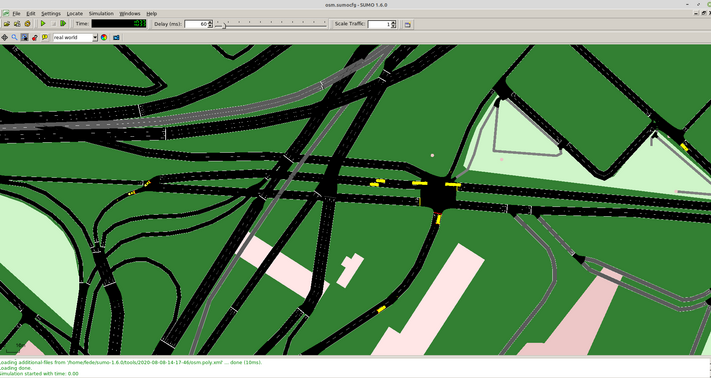 osm.sumocfg - SUMO 1.6.0
File Edit Settings Locate Simulation Windows Help
Time: Delay (ms): 60 Scale Traffic: 1
real world
Loading additional files from '/home/fede/sumo-1.6.0/tools/2020-08-08-14-17-46/osm.poly.xml' ... done (10ms).
Loading done.
Simulation started with time: 0.00